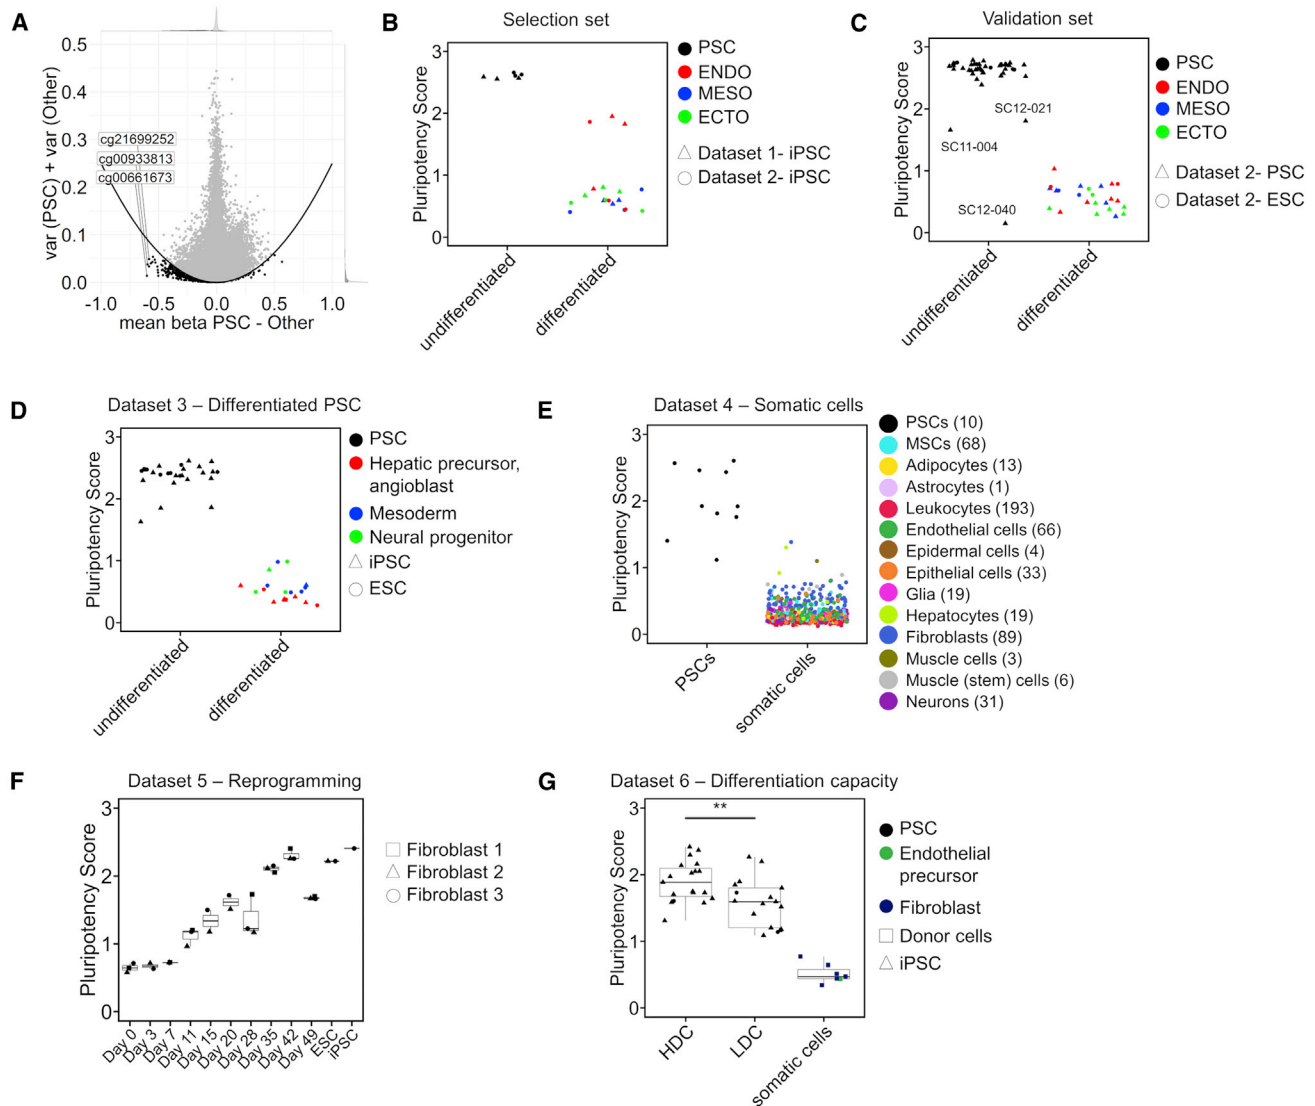 A
0.5
0.4
0.3
0.2
0.1
0.0
var (PSC) + var (Other)
cg21699252
cg00933813
cg00661673
-1.0
-0.5
0.0
0.5
1.0
mean beta PSC - Other
B
Selection set
3
2
1
0
Pluripotency Score
undifferentiated
differentiated
PSC
ENDO
MESO
ECTO
Dataset 1- iPSC
Dataset 2- iPSC
C
Validation set
3
2
1
0
Pluripotency Score
SC12-021
SC11-004
SC12-040
undifferentiated
differentiated
PSC
ENDO
MESO
ECTO
Dataset 2- PSC
Dataset 2- ESC
D
Dataset 3 – Differentiated PSC
3
2
1
0
Pluripotency Score
undifferentiated
differentiated
PSC
Hepatic precursor,
angioblast
Mesoderm
Neural progenitor
iPSC
ESC
E
Dataset 4 – Somatic cells
3
2
1
0
Pluripotency Score
PSCs
somatic cells
PSCs (10)
MSCs (68)
Adipocytes (13)
Astrocytes (1)
Leukocytes (193)
Endothelial cells (66)
Epidermal cells (4)
Epithelial cells (33)
Glia (19)
Hepatocytes (19)
Fibroblasts (89)
Muscle cells (3)
Muscle (stem) cells (6)
Neurons (31)
F
Dataset 5 – Reprogramming
3
2
1
0
Pluripotency Score
Day 0
Day 3
Day 7
Day 11
Day 15
Day 20
Day 28
Day 35
Day 42
Day 49
ESC
iPSC
Fibroblast 1
Fibroblast 2
Fibroblast 3
G
Dataset 6 – Differentiation capacity
3
2
1
0
Pluripotency Score
**
HDC
LDC
somatic cells
PSC
Endothelial
precursor
Fibroblast
Donor cells
iPSC